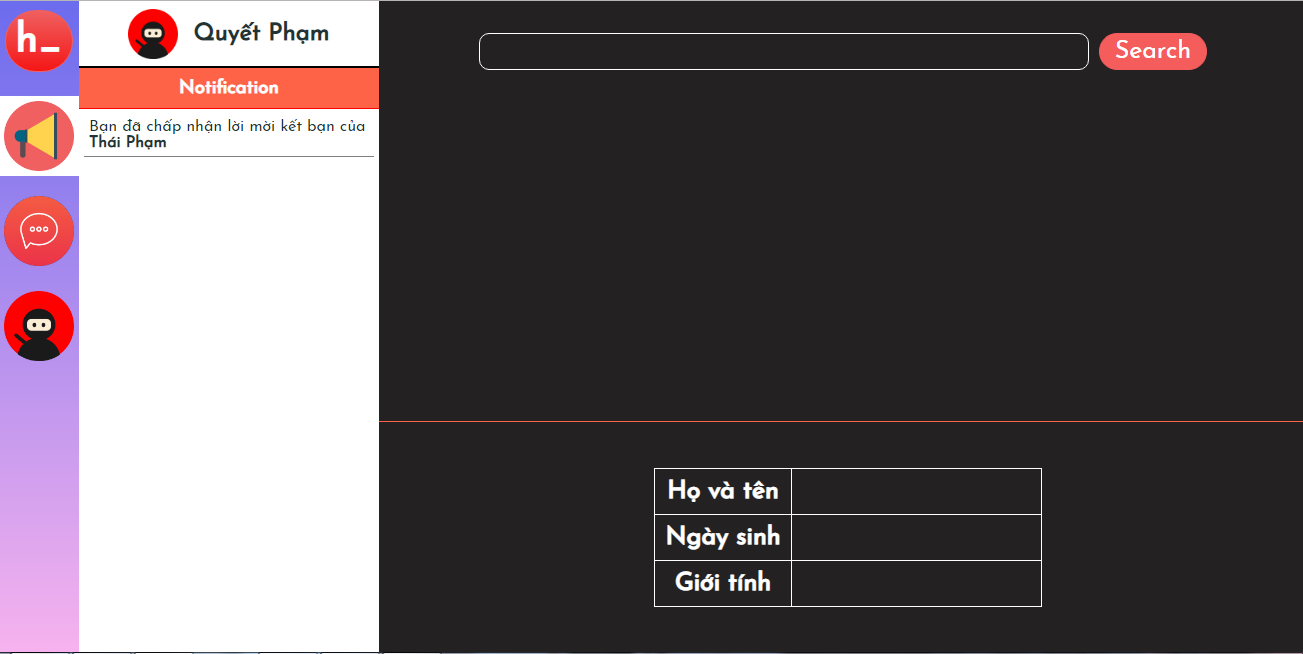 h_
Quyết Phạm
Notification
Bạn đã chấp nhận lời mời kết bạn của
Thái Phạm
Search
Họ và tên
Ngày sinh
Giới tính